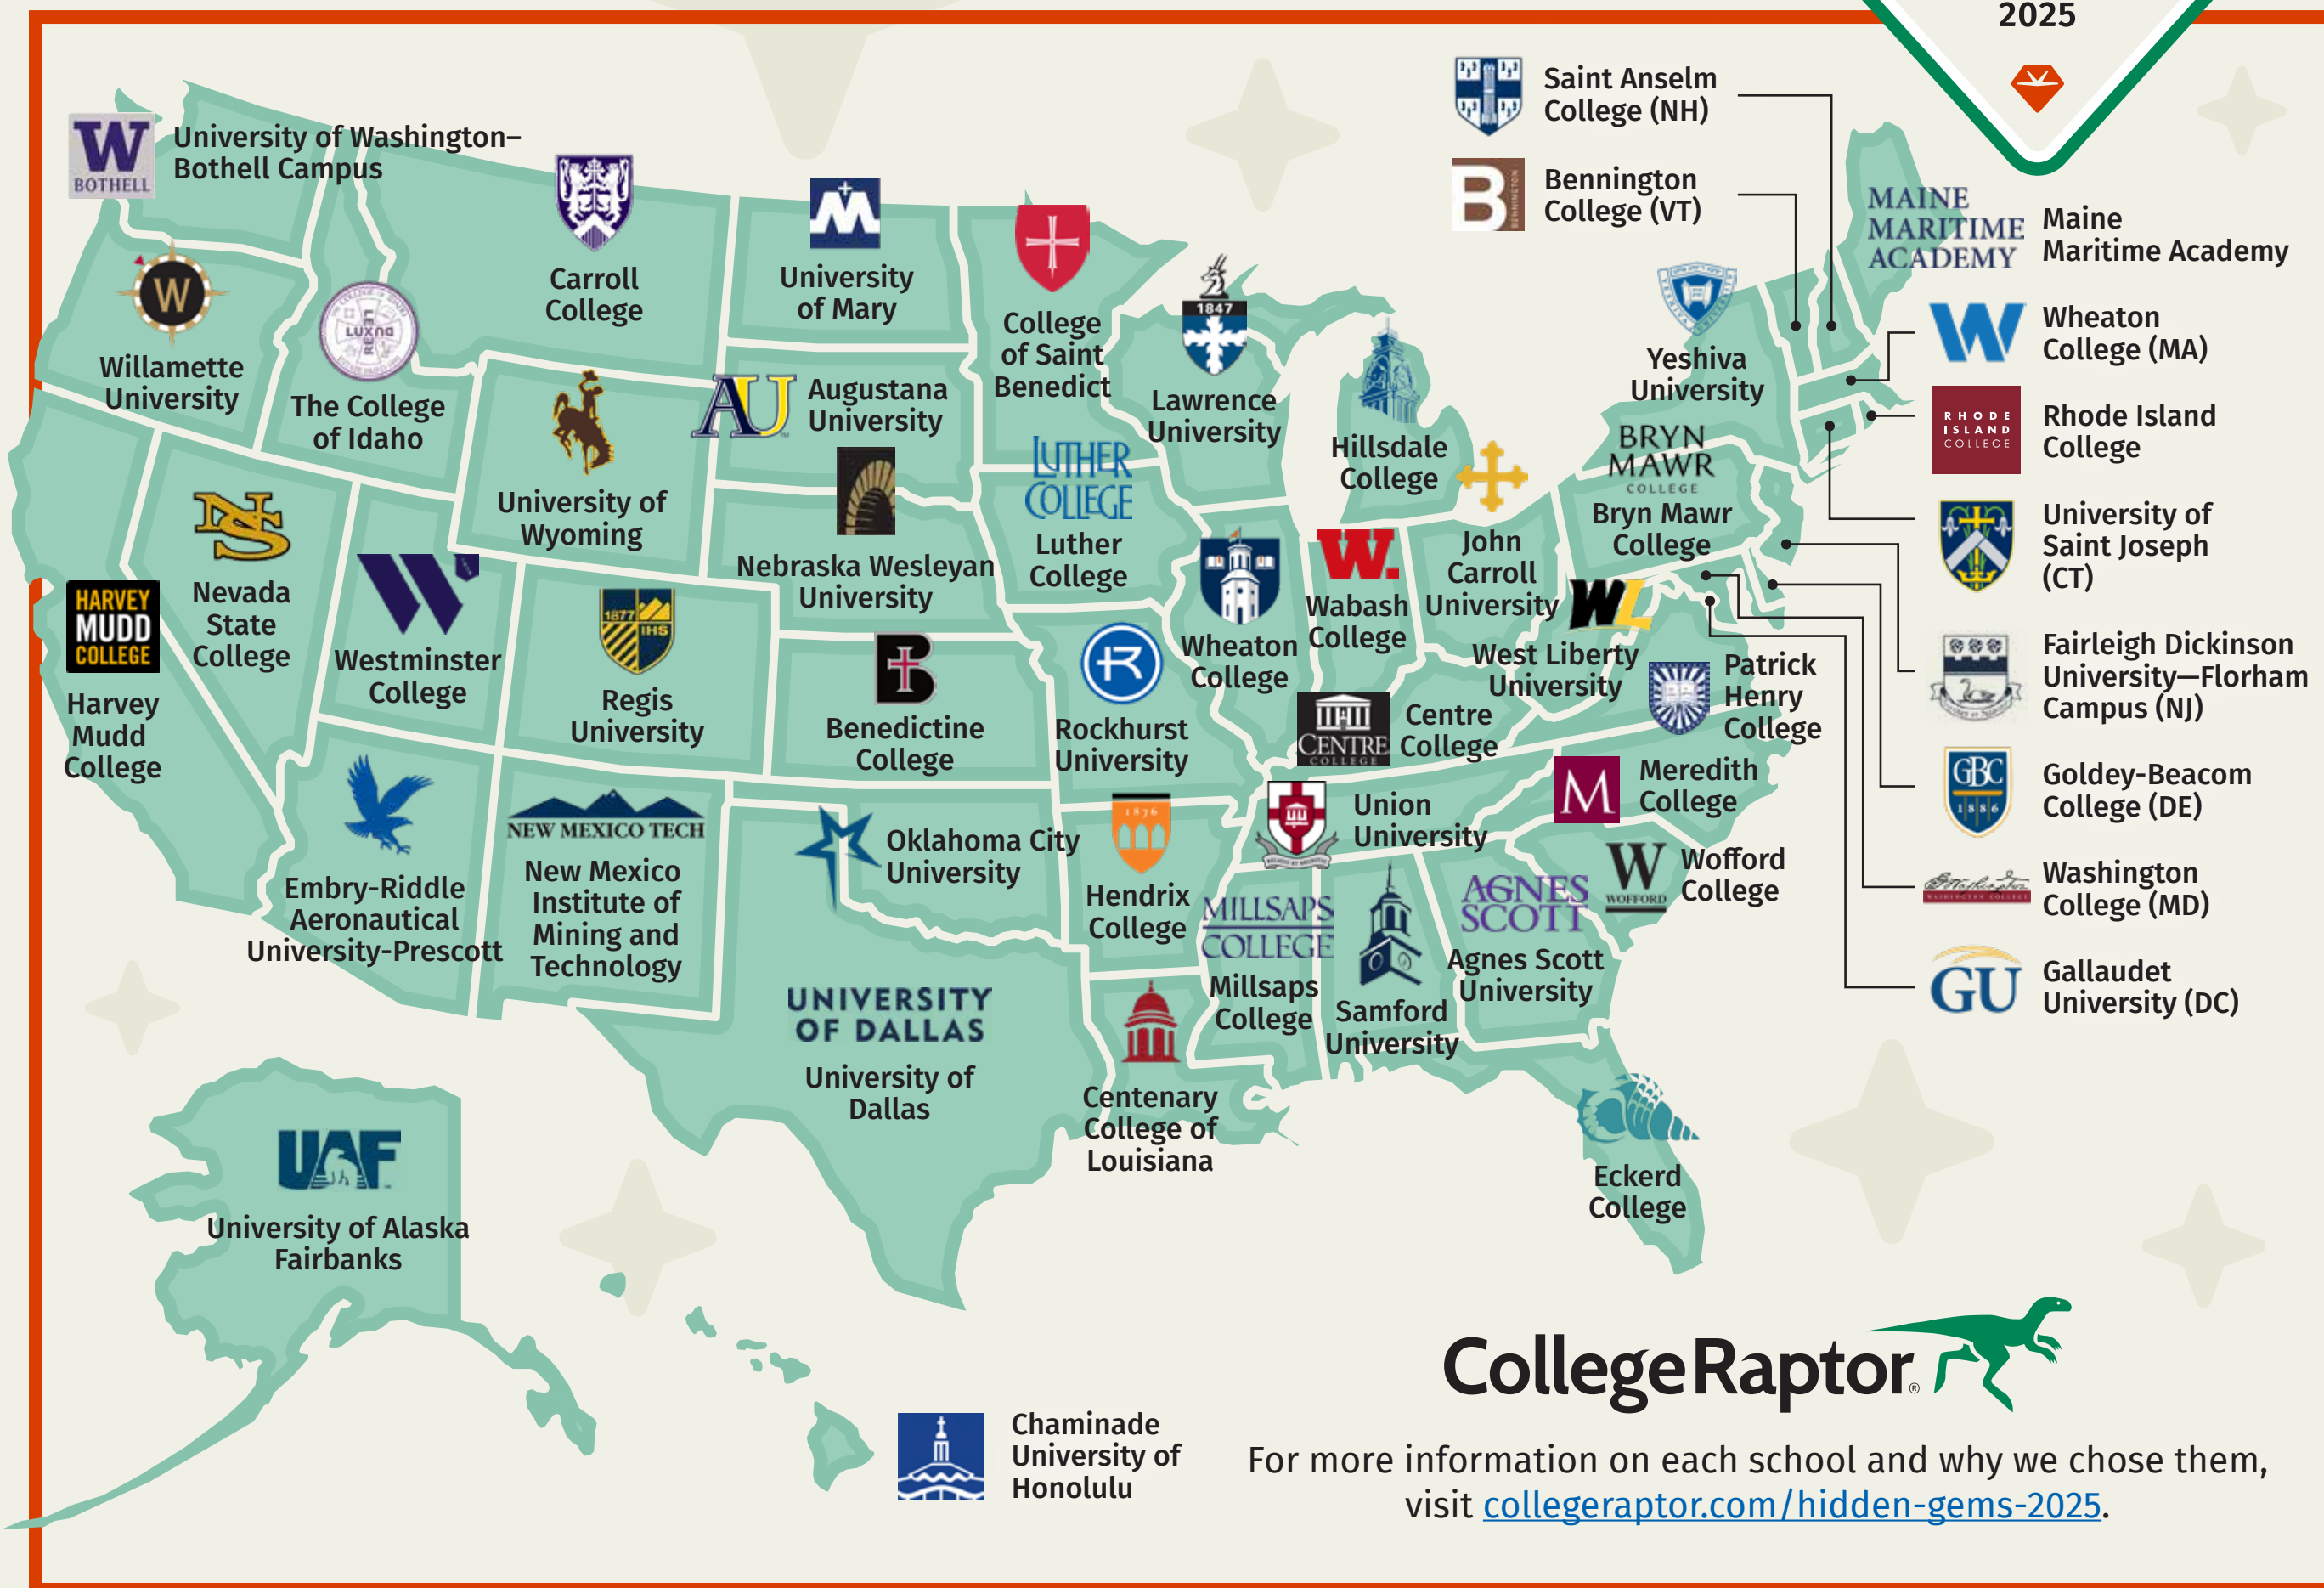 2025
Saint Anselm
College (NH)
Bennington
College (VT)
B
BENNINGTON
W
BOTHELL
University of Washington–
Bothell Campus
Carroll
College
M
University
of Mary
College
of Saint
Benedict
1847
Lawrence
University
Hillsdale
College
Yeshiva
University
MAINE
MARITIME
ACADEMY
Maine
Maritime Academy
W
Wheaton
College (MA)
RHODE
ISLAND
COLLEGE
Rhode Island
College
University of
Saint Joseph
(CT)
Fairleigh Dickinson
University—Florham
Campus (NJ)
GBC
1886
Goldey-Beacom
College (DE)
WASHINGTON COLLEGE
Washington
College (MD)
GU
Gallaudet
University (DC)
W
Willamette
University
The College
of Idaho
University of
Wyoming
AU
Augustana
University
Nebraska Wesleyan
University
LUTHER
COLLEGE
Luther
College
Wheaton
College
W.
Wabash
College
John
Carroll
University
BRYN
MAWR
COLLEGE
Bryn Mawr
College
WL
West Liberty
University
Patrick
Henry
College
NS
Nevada
State
College
HARVEY
MUDD
COLLEGE
Harvey
Mudd
College
W
Westminster
College
1877
IHS
Regis
University
B
Benedictine
College
R
Rockhurst
University
CENTRE
COLLEGE
Centre
College
M
Meredith
College
Union
University
W
WOFFORD
Wofford
College
Embry-Riddle
Aeronautical
University-Prescott
NEW MEXICO TECH
New Mexico
Institute of
Mining and
Technology
Oklahoma City
University
1876
Hendrix
College
MILLSAPS
COLLEGE
Millsaps
College
Samford
University
AGNES
SCOTT
Agnes Scott
University
UNIVERSITY
OF DALLAS
University of
Dallas
Centenary
College of
Louisiana
Eckerd
College
UAF
University of Alaska
Fairbanks
Chaminade
University of
Honolulu
CollegeRaptor®
For more information on each school and why we chose them,
visit collegeraptor.com/hidden-gems-2025.